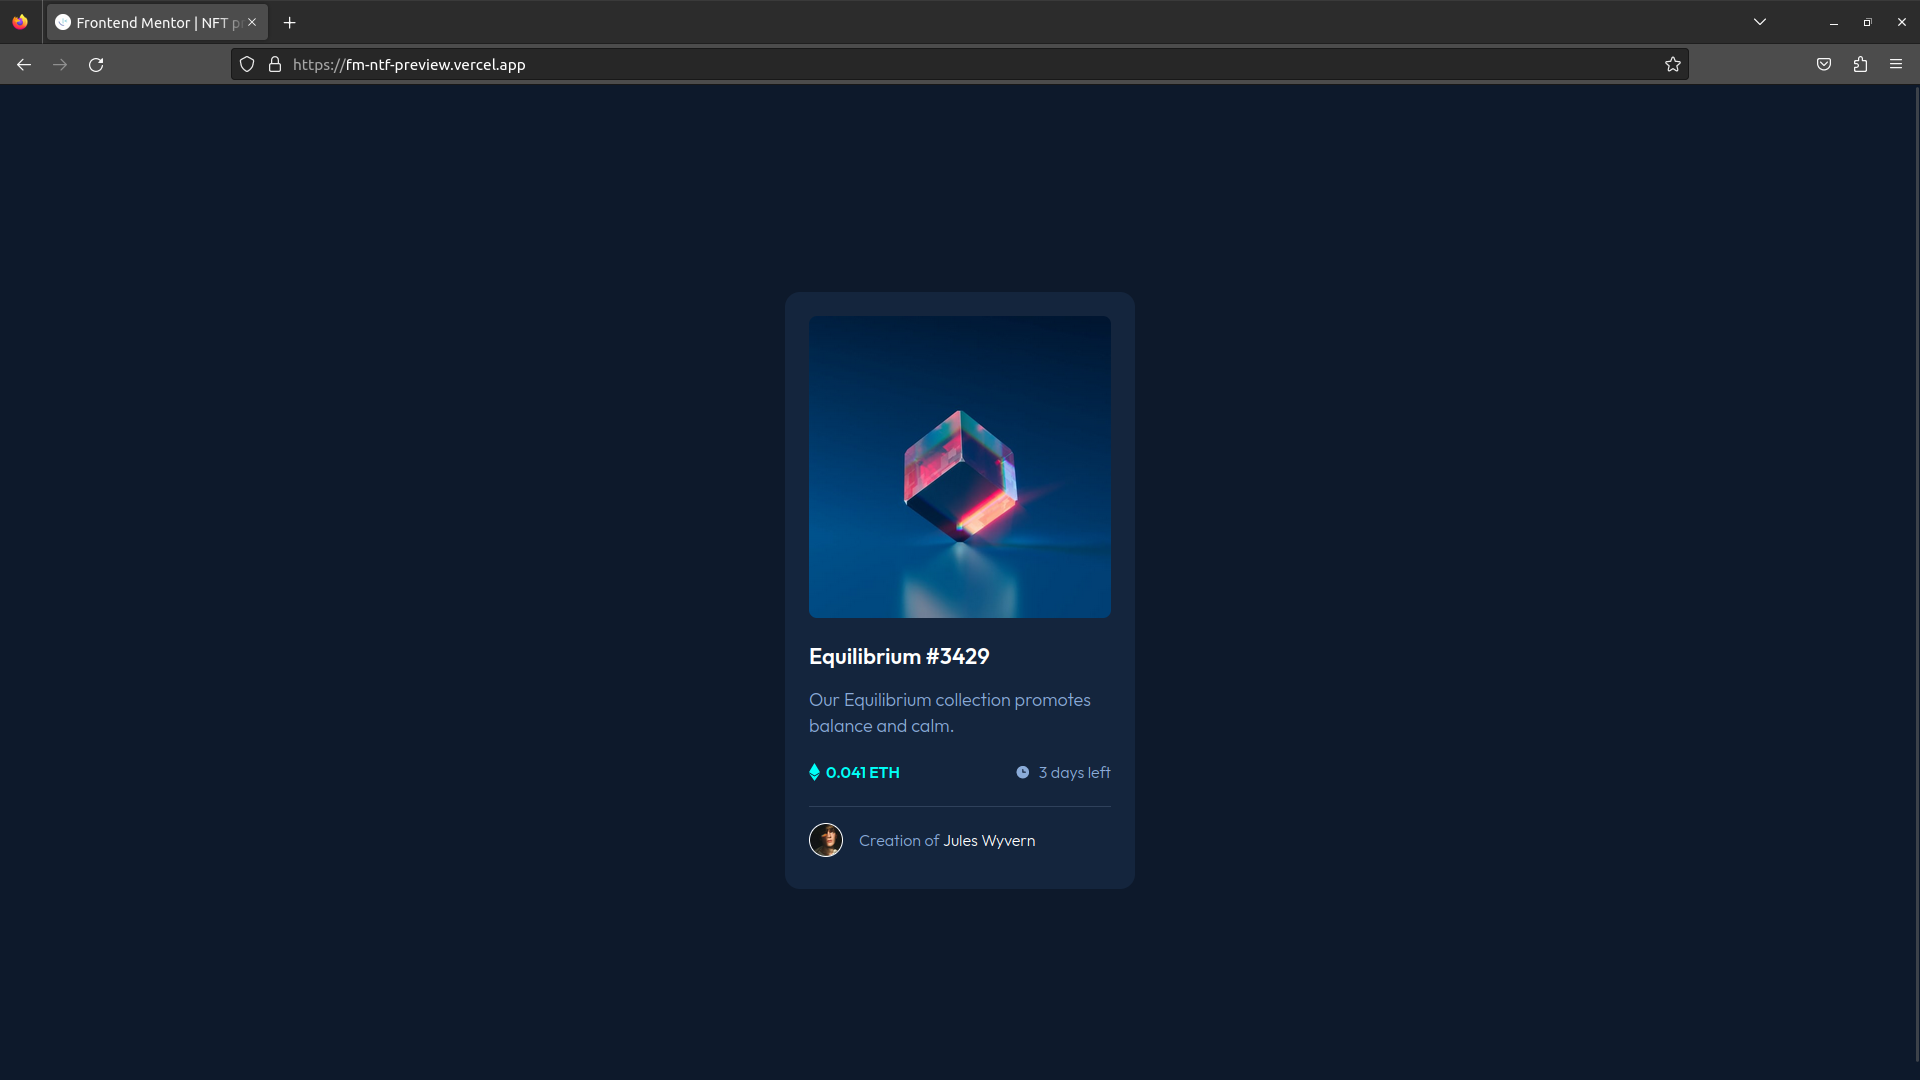 Frontend Mentor | NFT p
https://fm-ntf-preview.vercel.app
Equilibrium #3429
Our Equilibrium collection promotes
balance and calm.
0.041 ETH
3 days left
Creation of Jules Wyvern